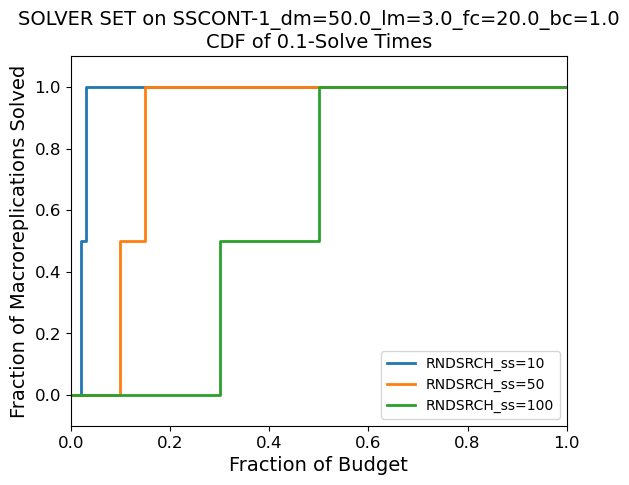 SOLVER SET on SSCONT-1_dm=50.0_lm=3.0_fc=20.0_bc=1.0
CDF of 0.1-Solve Times
Fraction of Macroreplications Solved
1.0
0.8
0.6
0.4
0.2
0.0
RNDSRCH_ss=10
RNDSRCH_ss=50
RNDSRCH_ss=100
0.0 0.2 0.4 0.6 0.8 1.0
Fraction of Budget